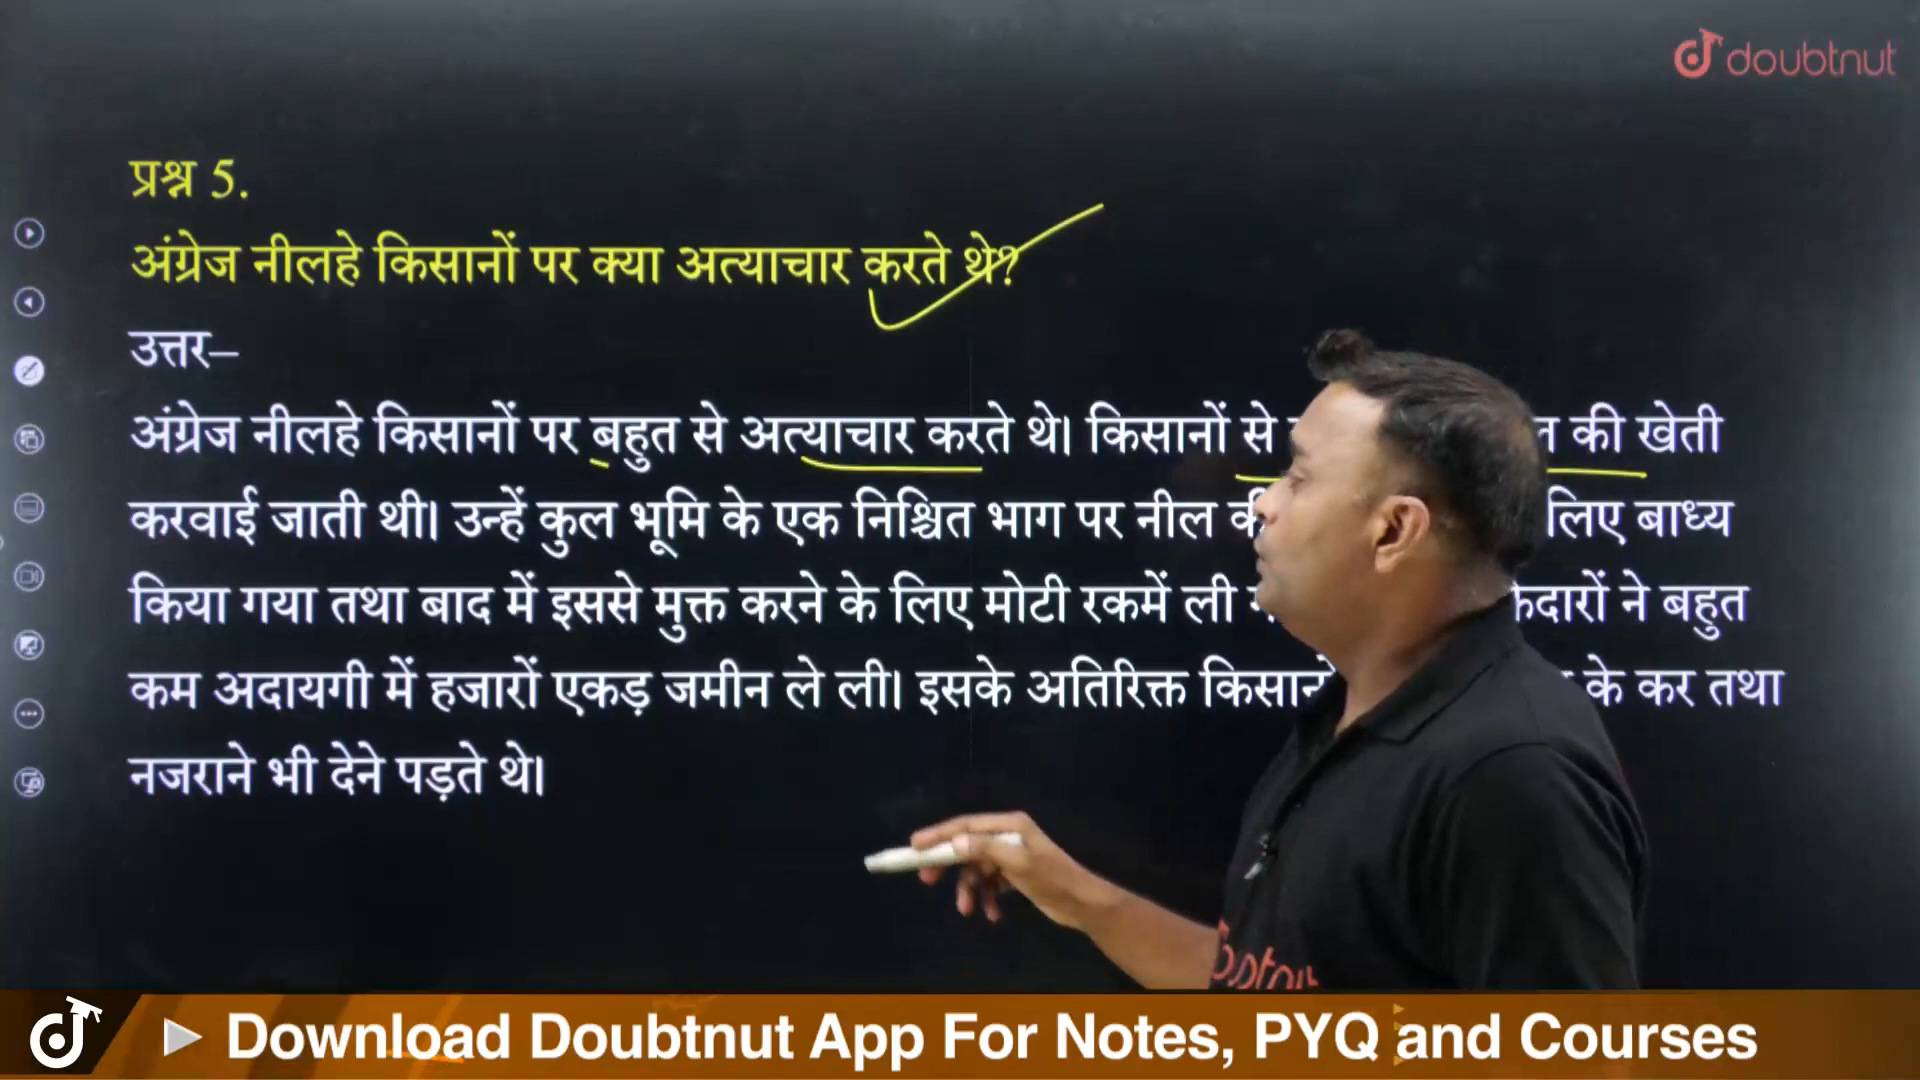 doubtnut
प्रश्न 5.
अंग्रेज नीलहे किसानों पर क्या अत्याचार करते थे?
उत्तर–
अंग्रेज नीलहे किसानों पर बहुत से अत्याचार करते थे। किसानों से की खेती
करवाई जाती थी। उन्हें कुल भूमि के एक निश्चित भाग पर नील लिए बाध्य
किया गया तथा बाद में इससे मुक्त करने के लिए मोटी रकमें ली ने बहुत
कम अदायगी में हजारों एकड़ जमीन ले ली। इसके अतिरिक्त के कर तथा
नजराने भी देने पड़ते थे।
Download Doubtnut App For Notes, PYQ and Courses